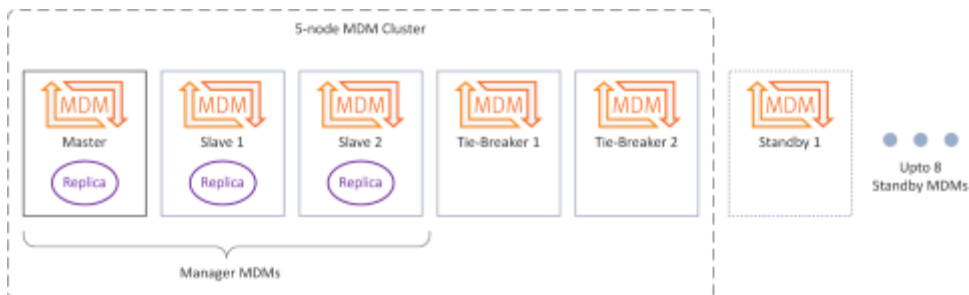 5-node MDM Cluster
MDM MDM MDM MDM MDM MDM
Master Slave 1 Slave 2 Tie-Breaker 1 Tie-Breaker 2 Standby 1
Replica Replica Replica
Upto 8
Standby MDMs
Manager MDMs